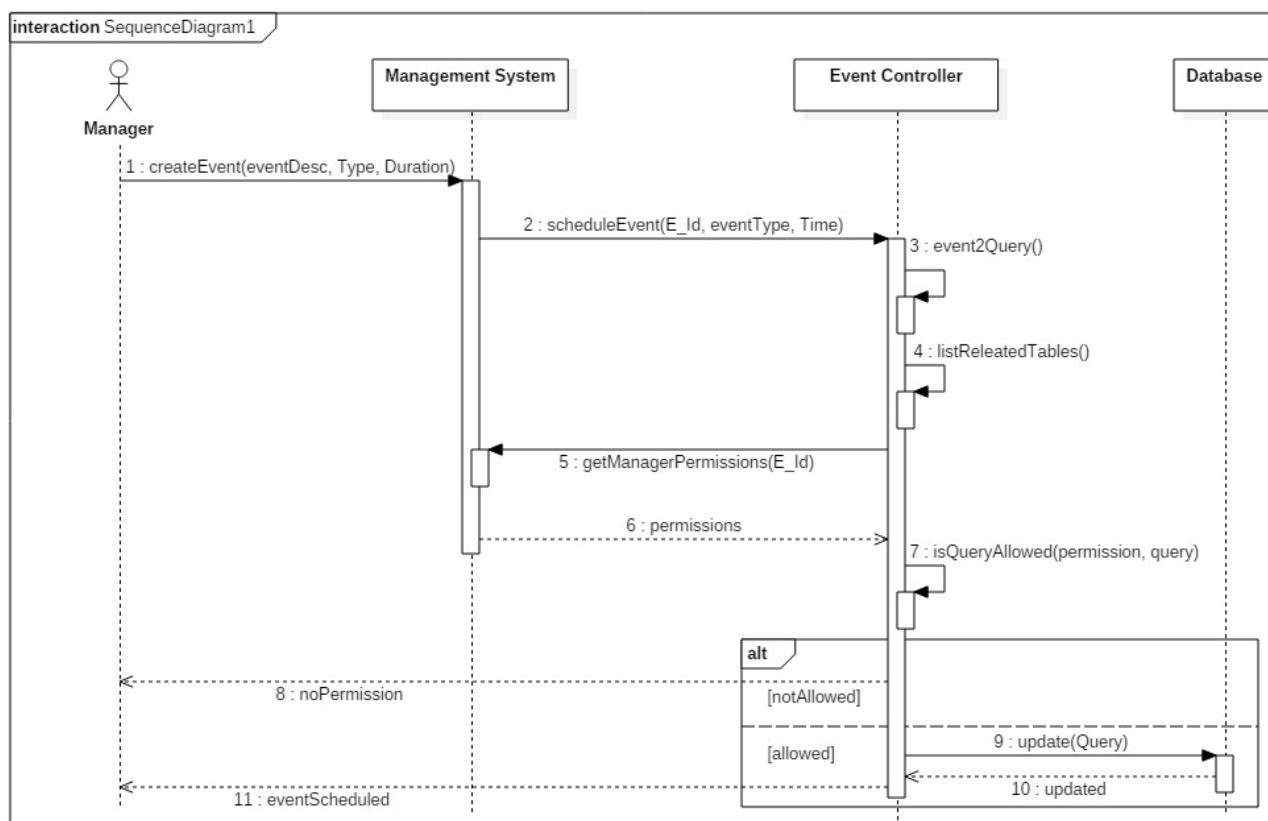 interaction SequenceDiagram1
Management System
Event Controller
Database
Manager
1 : createEvent(eventDesc, Type, Duration)
2 : scheduleEvent(E_Id, eventType, Time)
3 : event2Query()
4 : listReleatedTables()
5 : getManagerPermissions(E_Id)
6 : permissions
7 : isQueryAllowed(permission, query)
alt
8 : noPermission
[notAllowed]
9 : update(Query)
[allowed]
10 : updated
11 : eventScheduled